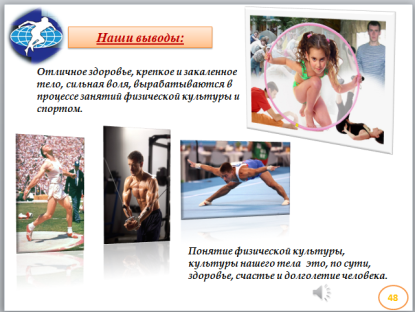 Наши выводы:
Отличное здоровье, крепкое и закаленное
тело, сильная воля, вырабатываются в
процессе занятий физической культуры и
спортом.
Понятие физической культуры,
культуры нашего тела это, по сути,
здоровье, счастье и долголетие человека.
48